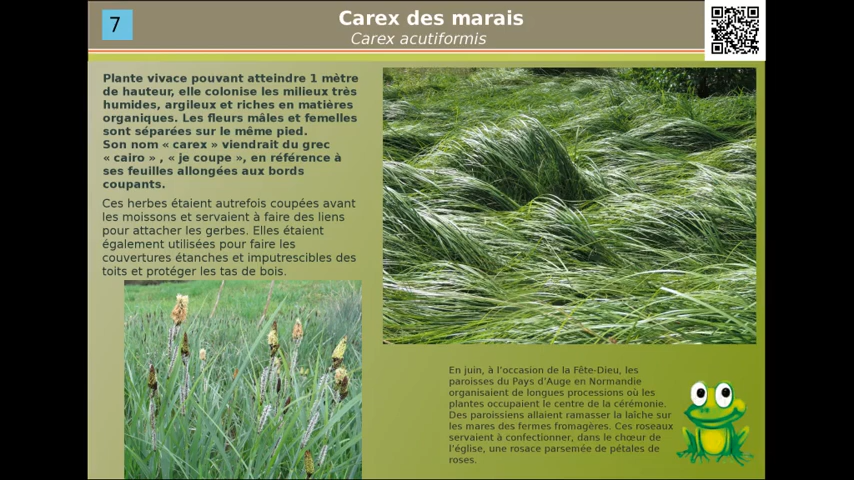 7
Carex des marais
Carex acutiformis
Plante vivace pouvant atteindre 1 mètre
de hauteur, elle colonise les milieux très
humides, argileux et riches en matières
organiques. Les fleurs mâles et femelles
sont séparées sur le même pied.
Son nom « carex » viendrait du grec
« cairo » , « je coupe », en référence à
ses feuilles allongées aux bords
coupants.
Ces herbes étaient autrefois coupées avant
les moissons et servaient à faire des liens
pour attacher les gerbes. Elles étaient
également utilisées pour faire les
couvertures étanches et imputrescibles des
toits et protéger les tas de bois.
En juin, à l’occasion de la Fête-Dieu, les
paroisses du Pays d’Auge en Normandie
organisaient de longues processions où les
plantes occupaient le centre de la cérémonie.
Des paroissiens allaient ramasser la laîche sur
les mares des fermes fromagères. Ces roseaux
servaient à confectionner, dans le chœur de
l’église, une rosace parsemée de pétales de
roses.